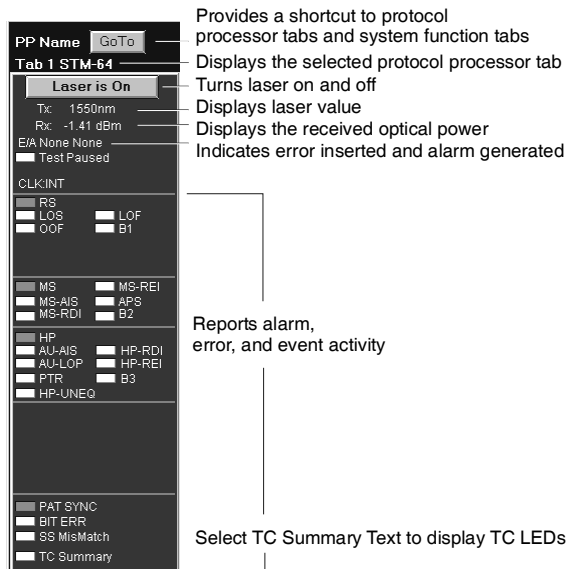 Provides a shortcut to protocol
processor tabs and system function tabs
PP Name GoTo
Tab 1 STM-64
Displays the selected protocol processor tab
Laser is On
Turns laser on and off
Tx: 1550nm
Displays laser value
Rx: -1.41 dBm
Displays the received optical power
E/A None None
Indicates error inserted and alarm generated
Test Paused
CLK:INT
RS
LOS LOF
OOF B1
MS MS-REI
MS-AIS APS
MS-RDI B2
Reports alarm,
error, and event activity
HP
AU-AIS HP-RDI
AU-LOP HP-REI
PTR B3
HP-UNEQ
PAT SYNC
BIT ERR
SS MisMatch
Select TC Summary Text to display TC LEDs
TC Summary